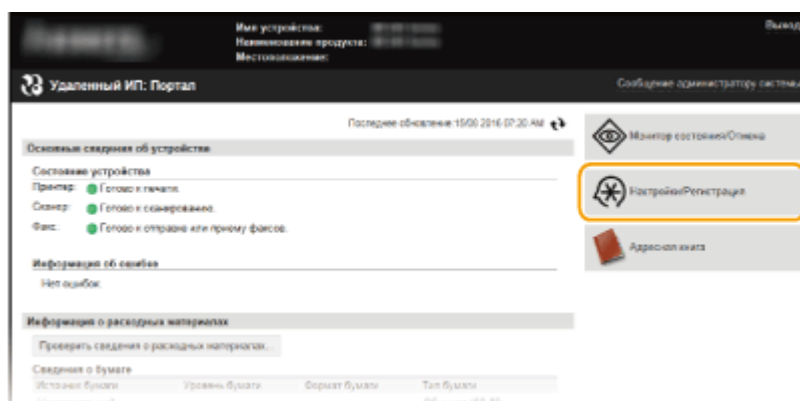 Имя устройства:
Выход
Наименование продукта:
Местоположение:
Удаленный ИП: Портал
Сообщение администратору системы
Последнее обновление:15/08 2016 07:20 AM
Основные сведения об устройстве
Монитор состояния/Отмена
Состояние устройства
Принтер: Готово к печати.
Настройки/Регистрация
Сканер: Готово к сканированию.
Факс: Готово к отправке или приему факсов.
Адресная книга
Информация об ошибке
Нет ошибок.
Информация о расходных материалах
Проверить сведения о расходных материалах...
Сведения о бумаге
Источник бумаги Уровень бумаги Формат бумаги Тип бумаги